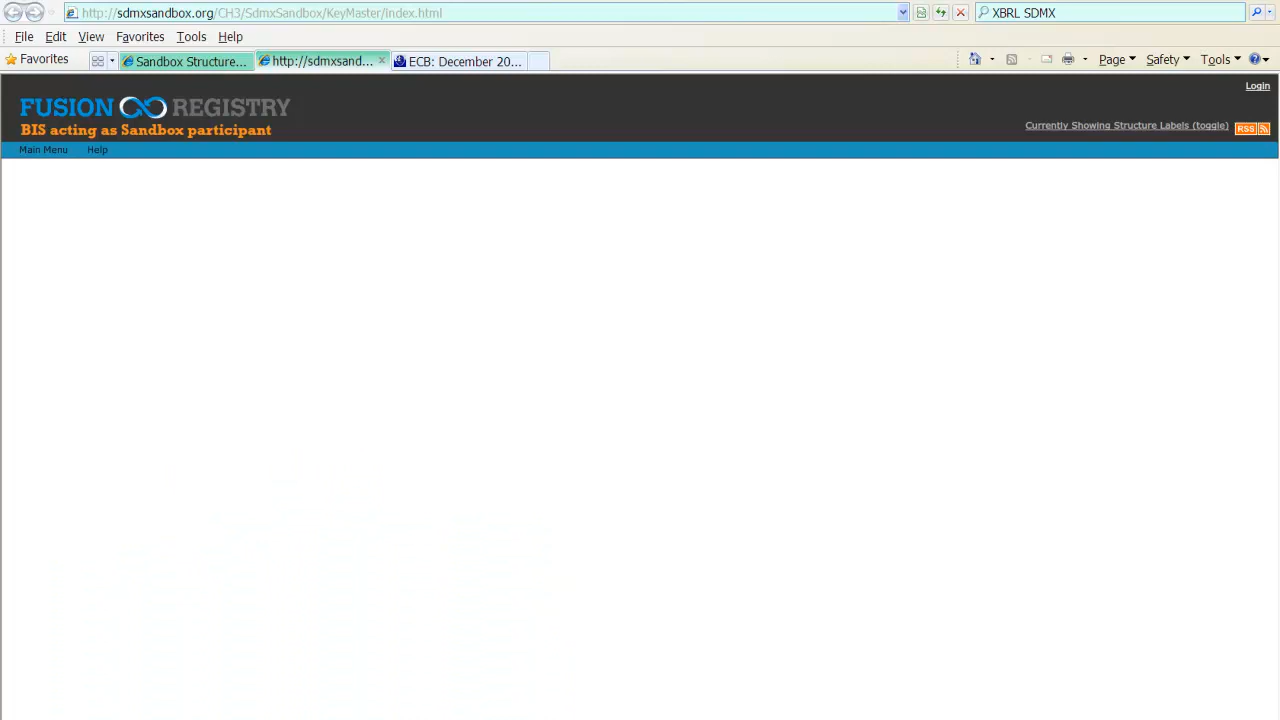 http://sdmxsandbox.org/CH3/SdmxSandbox/KeyMaster/index.html
XBRL SDMX
File Edit View Favorites Tools Help
Favorites
Sandbox Structure...
http://sdmxsand...
ECB: December 20...
Page Safety Tools
Login
FUSION REGISTRY
BIS acting as Sandbox participant
Currently Showing Structure Labels (toggle)
RSS
Main Menu Help